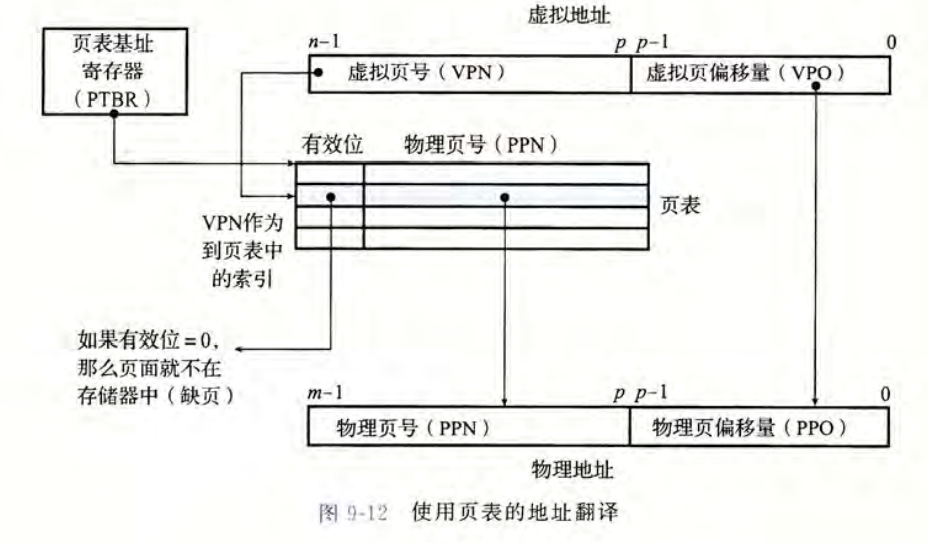 虚拟地址
页表基址
寄存器
（PTBR）
n-1 p p-1 0
虚拟页号（VPN） 虚拟页偏移量（VPO）
有效位 物理页号（PPN）
页表
VPN作为
到页表中
的索引
如果有效位=0，
那么页面就不在
存储器中（缺页）
m-1 p p-1 0
物理页号（PPN） 物理页偏移量（PPO）
物理地址
图 9-12 使用页表的地址翻译